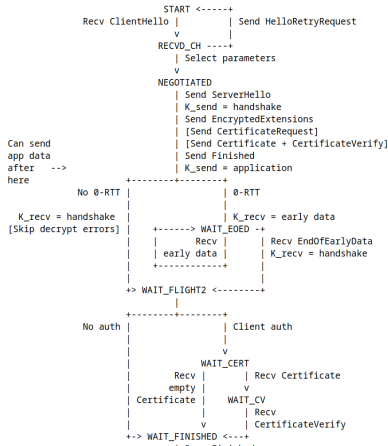 START <-----+
Recv ClientHello |         | Send HelloRetryRequest
v         |
RECVD_CH ----+
| Select parameters
v
NEGOTIATED
| Send ServerHello
| K_send = handshake
| Send EncryptedExtensions
| [Send CertificateRequest]
Can send | [Send Certificate + CertificateVerify]
app data | Send Finished
after --> | K_send = application
here +--------+--------+
No 0-RTT |                 | 0-RTT
|                 |
K_recv = handshake |                 | K_recv = early data
[Skip decrypt errors] |    +------> WAIT_EOED -+
|    |       Recv |    | Recv EndOfEarlyData
|    | early data |    | K_recv = handshake
|    +------------+    |
|                      |
+> WAIT_FLIGHT2 <--------+
|
+--------+--------+
No auth |                 | Client auth
|                 |
|                 v
|             WAIT_CERT
|        Recv |       | Recv Certificate
|       empty |       v
| Certificate |    WAIT_CV
|             |       | Recv
|             v       | CertificateVerify
+-> WAIT_FINISHED <---+